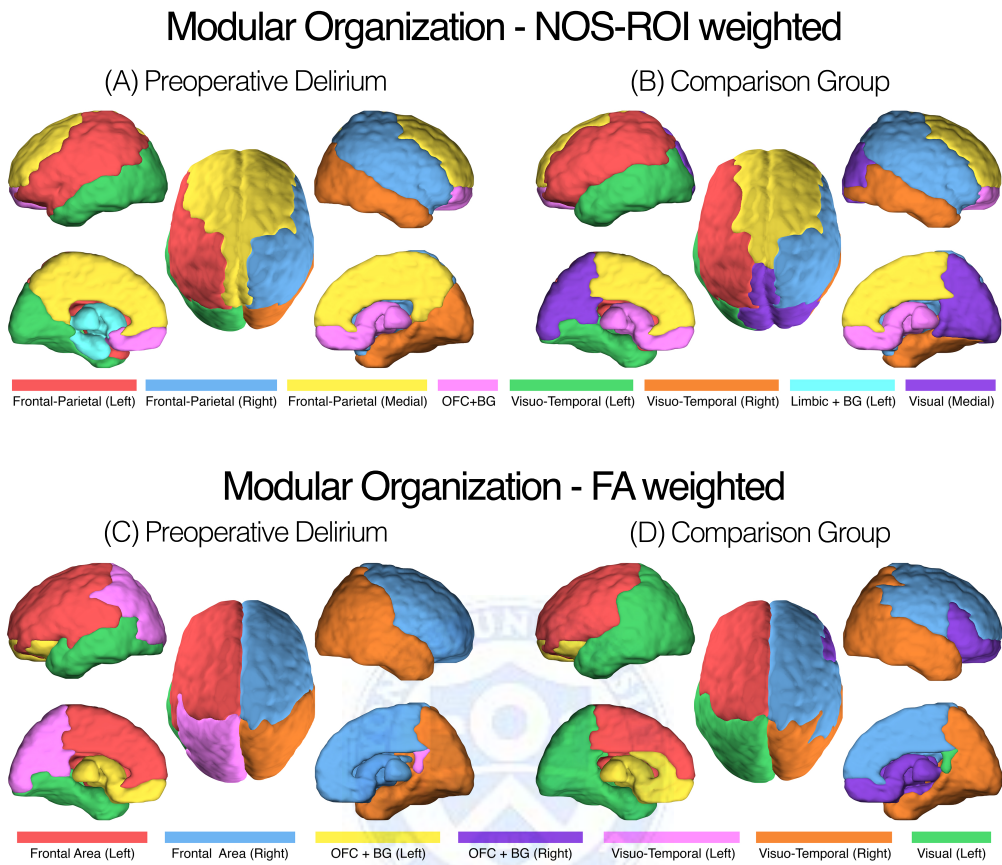 Modular Organization - NOS-ROI weighted
(A) Preoperative Delirium
(B) Comparison Group
Frontal-Parietal (Left) Frontal-Parietal (Right) Frontal-Parietal (Medial) OFC+BG Visuo-Temporal (Left) Visuo-Temporal (Right) Limbic + BG (Left) Visual (Medial)
Modular Organization - FA weighted
(C) Preoperative Delirium
(D) Comparison Group
Frontal Area (Left) Frontal Area (Right) OFC + BG (Left) OFC + BG (Right) Visuo-Temporal (Left) Visuo-Temporal (Right) Visual (Left)